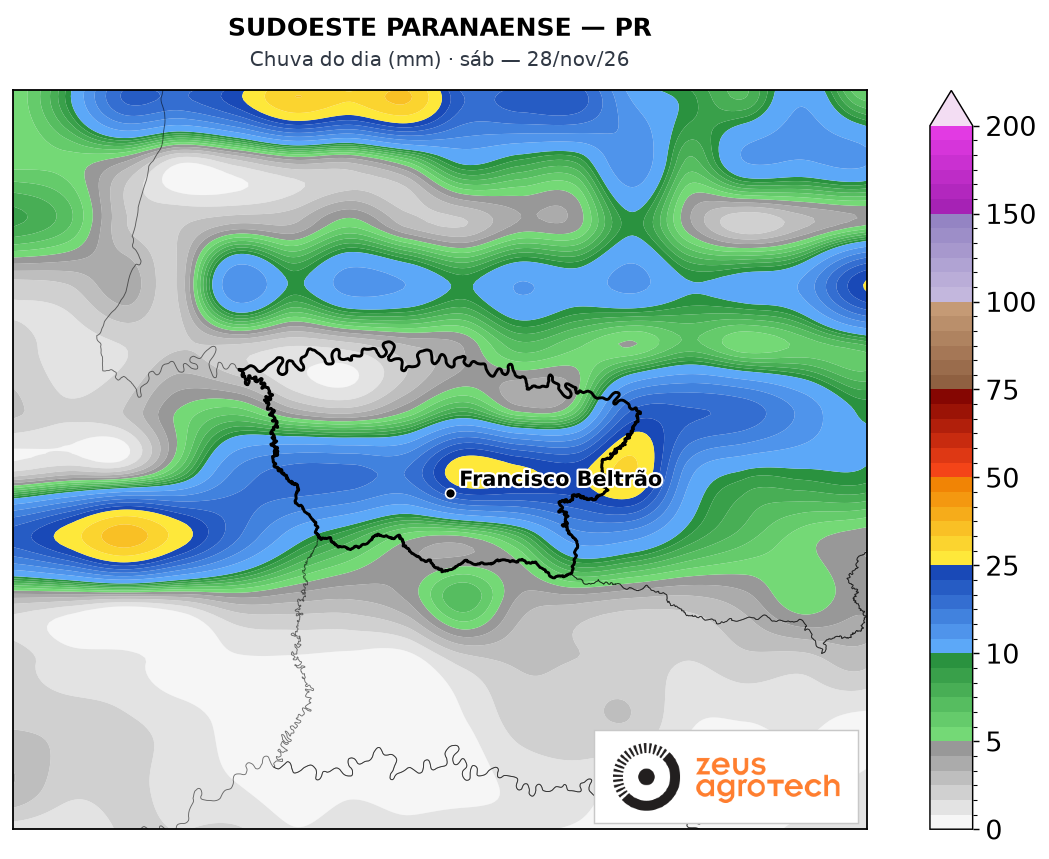 SUDOESTE PARANAENSE — PR
Chuva do dia (mm) · sáb — 28/nov/26
200
150
100
75
50
25
10
5
0
Francisco Beltrão
zeus
agrotech